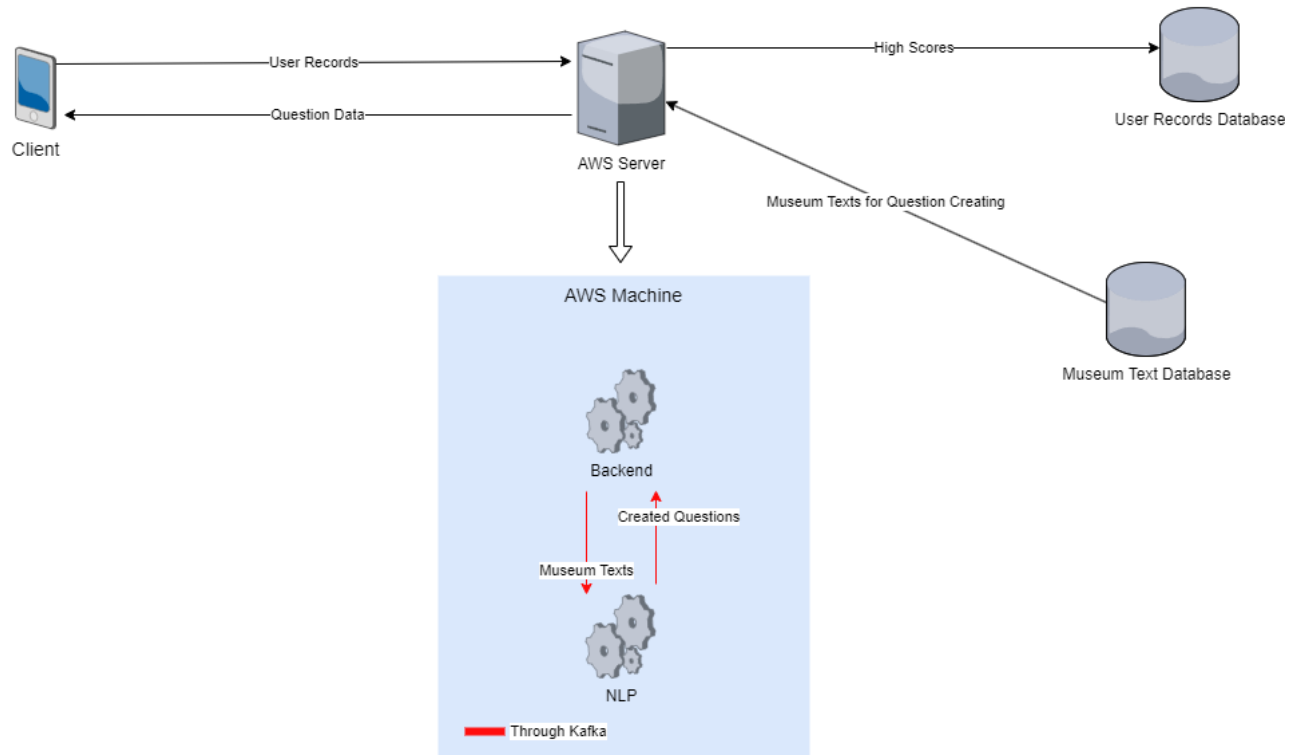 User Records
High Scores
Question Data
Client
AWS Server
User Records Database
Museum Texts for Question Creating
AWS Machine
Museum Text Database
Backend
Created Questions
Museum Texts
NLP
Through Kafka